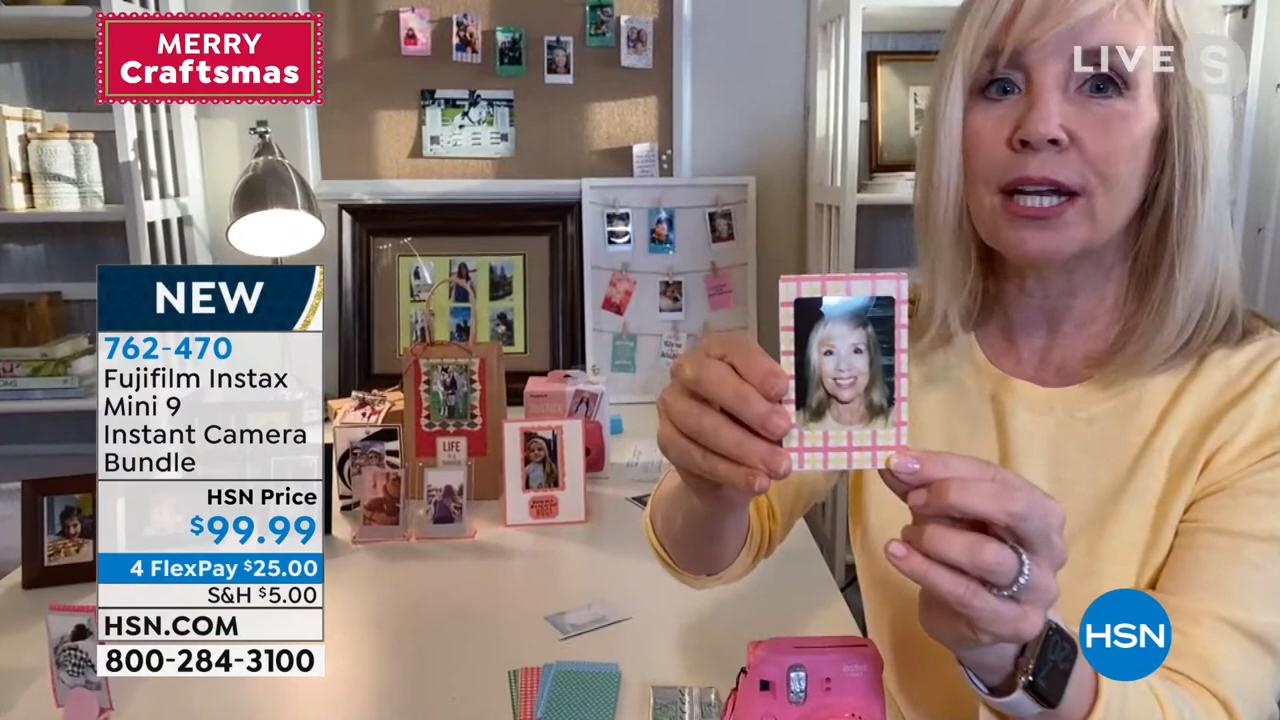 MERRY
Craftsmas
LIVE S
NEW
762-470
Fujifilm Instax
Mini 9
Instant Camera
Bundle
HSN Price
$99.99
4 FlexPay $25.00
S&H $5.00
HSN.COM
800-284-3100
HSN
LIFE
instax